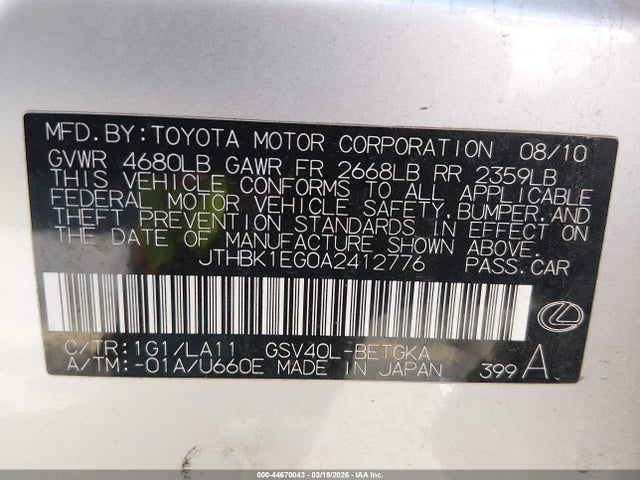 MFD.BY:TOYOTA MOTOR CORPORATION 08/10
GVWR 4680LB GAWR FR 2668LB RR 2359LB
THIS VEHICLE CONFORMS TO ALL APPLICABLE
FEDERAL MOTOR VEHICLE SAFETY,BUMPER,AND
THEFT PREVENTION STANDARDS IN EFFECT ON
THE DATE OF MANUFACTURE SHOWN ABOVE.
JTHBK1EG0A2412776 PASS.CAR
C/TR:1G1/LA11 GSV40L-BETGKA
A/TM:-01A/U660E MADE IN JAPAN 399 A
000-44670043 - 03/19/2026 - IAA Inc.